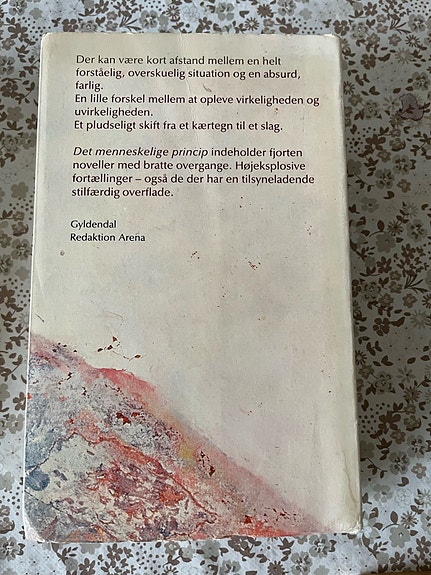 Der kan være kort afstand mellem en helt
forståelig, overskuelig situation og en absurd,
farlig.
En lille forskel mellem at opleve virkeligheden og
uvirkeligheden.
Et pludseligt skift fra et kærtegn til et slag.
Det menneskelige princip indeholder fjorten
noveller med bratte overgange. Højeksplosive
fortællinger – også de der har en tilsyneladende
stilfærdig overflade.
Gyldendal
Redaktion Arena